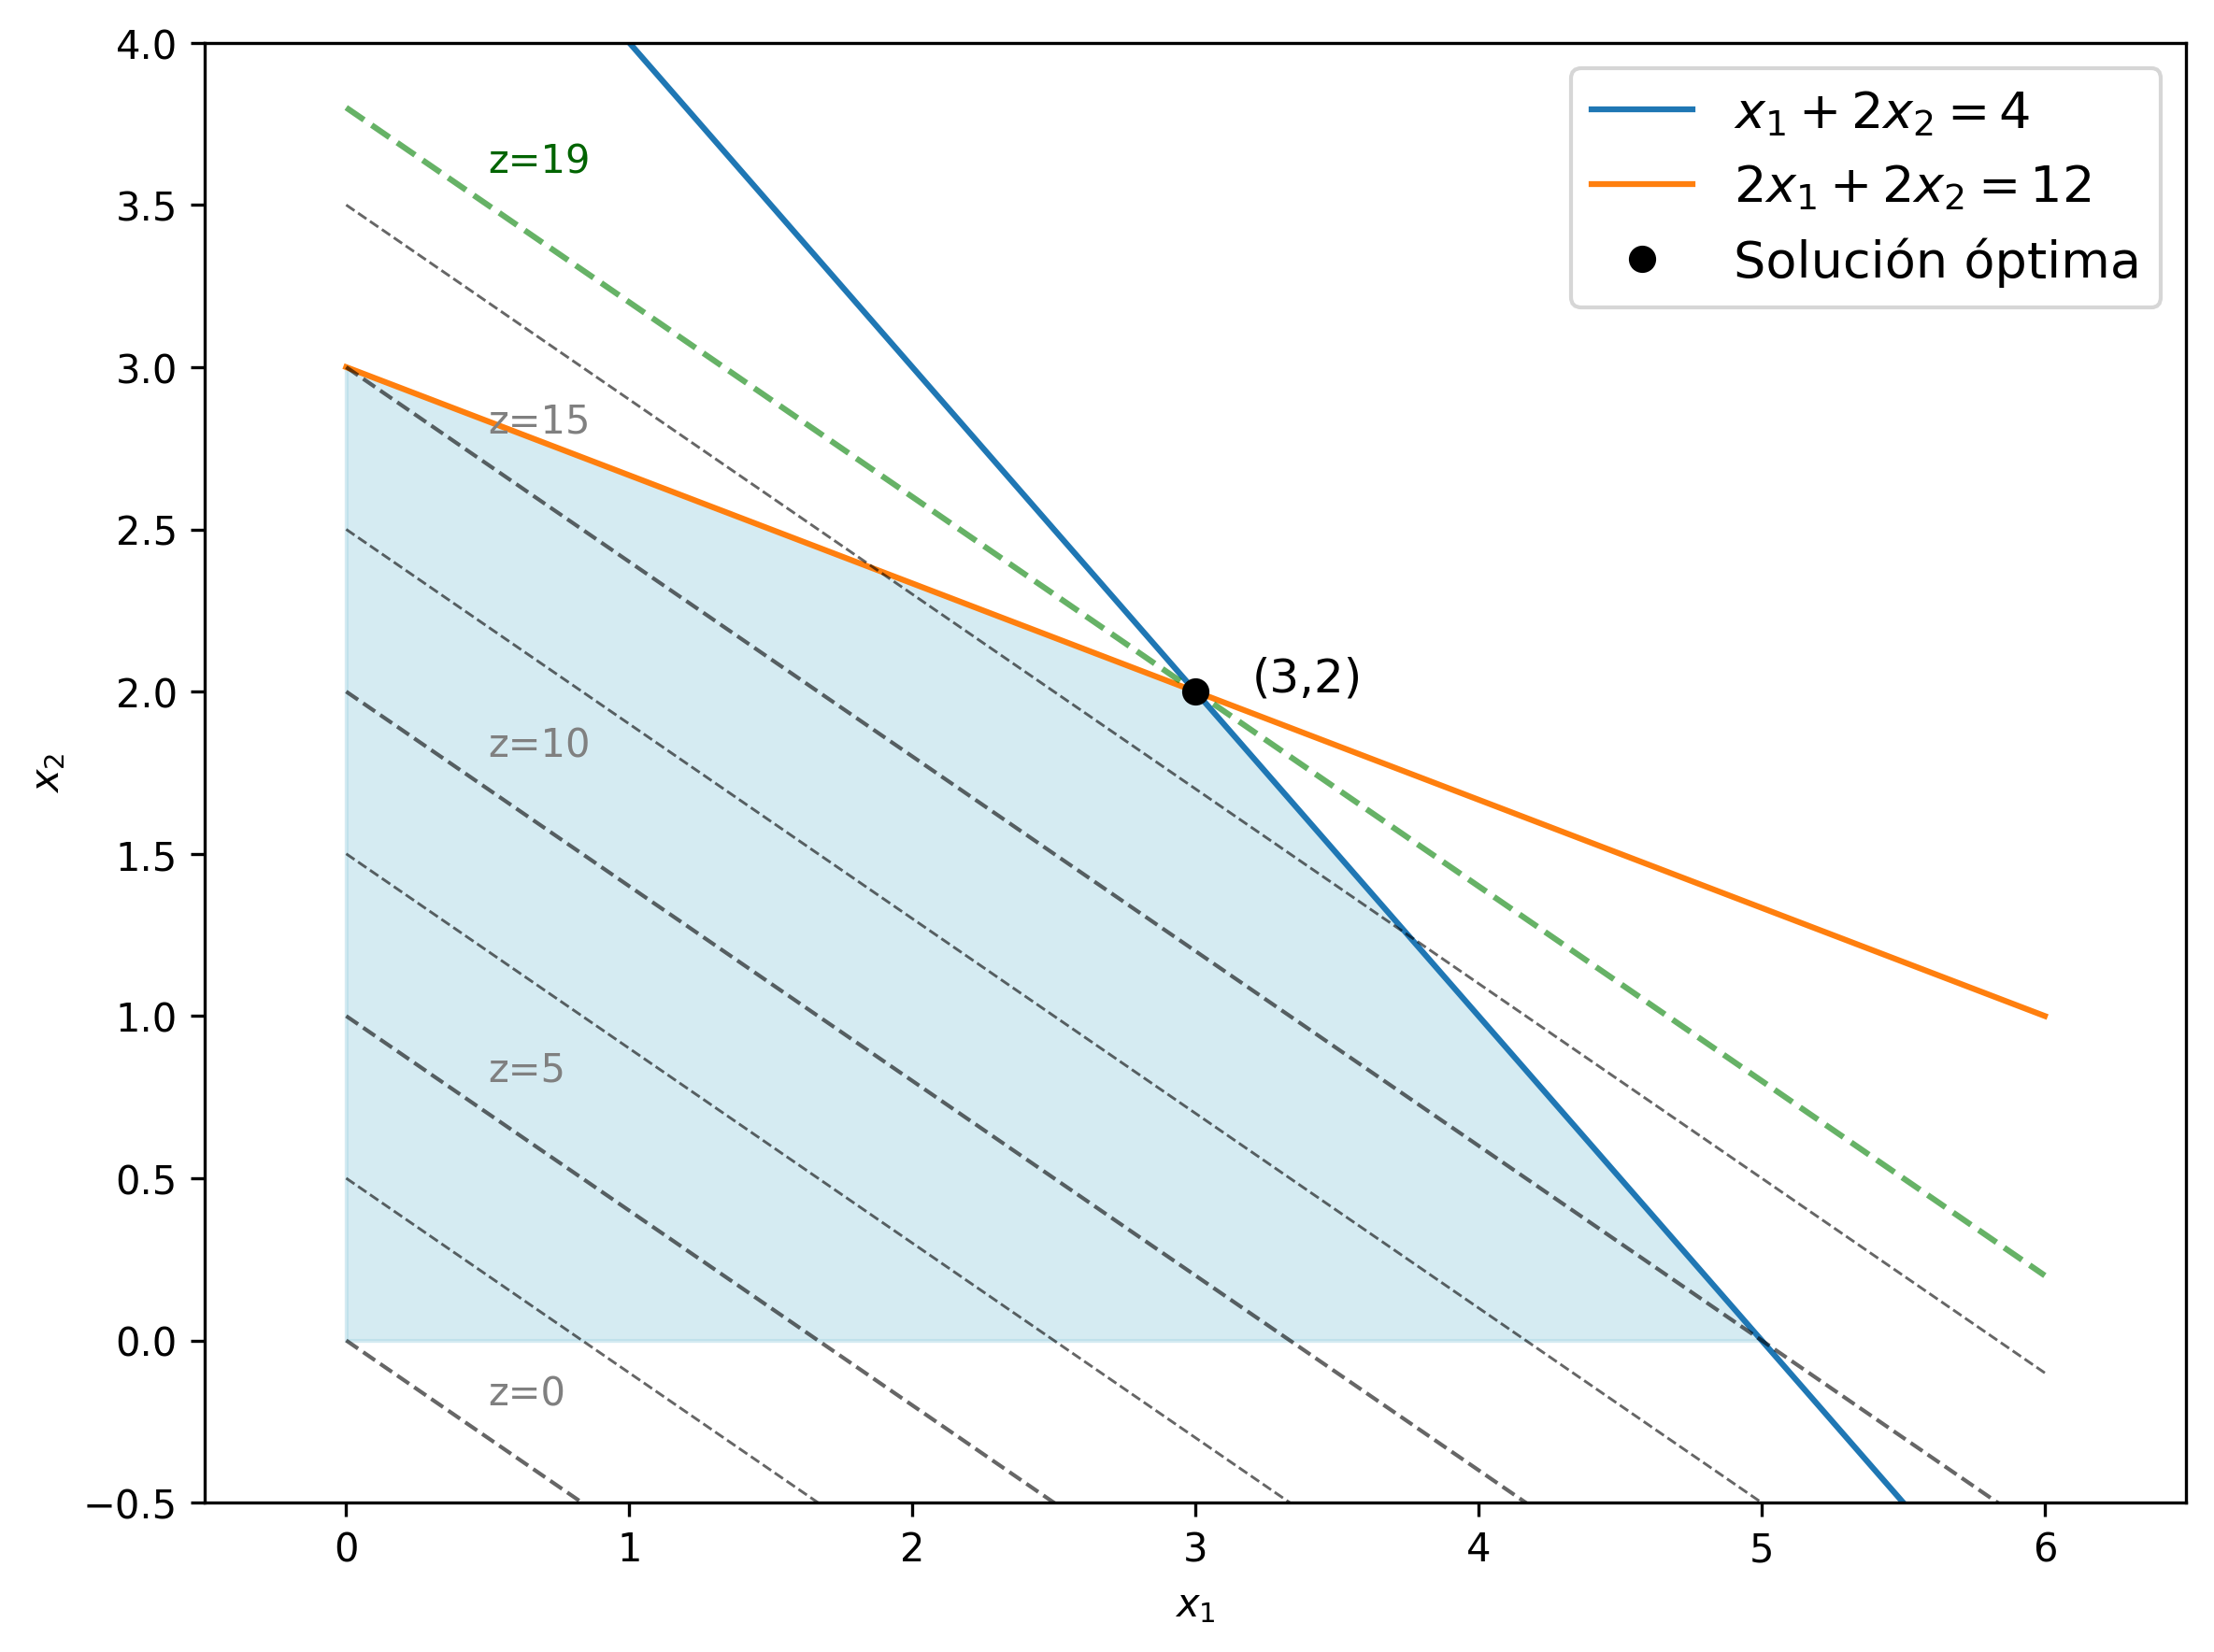 4.0
3.5
3.0
2.5
2.0
1.5
1.0
0.5
0.0
−0.5
x₂
z=19
z=15
z=10
z=5
z=0
(3,2)
x₁ + 2x₂ = 4
2x₁ + 2x₂ = 12
Solución óptima
0 1 2 3 4 5 6
x₁